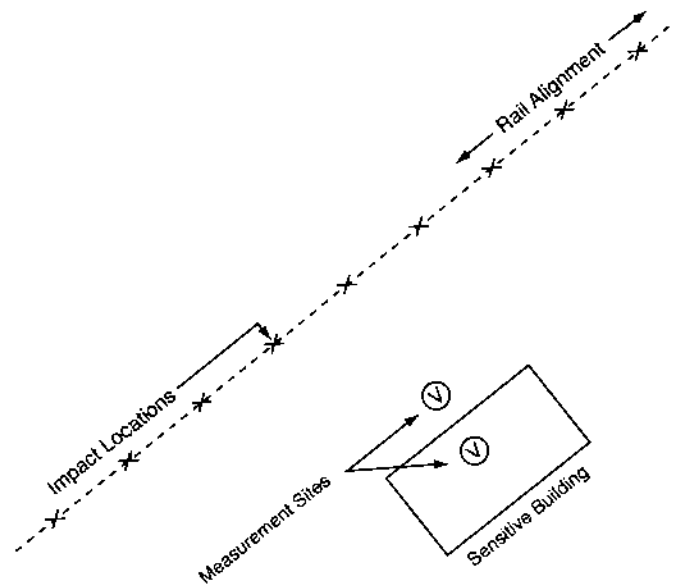 Rail Alignment
Impact Locations
V
V
Measurement Sites
Sensitive Building